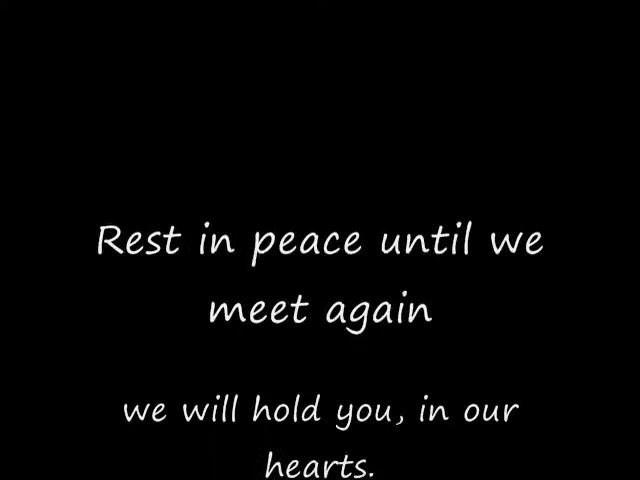 Rest in peace until we
meet again
we will hold you, in our
hearts.